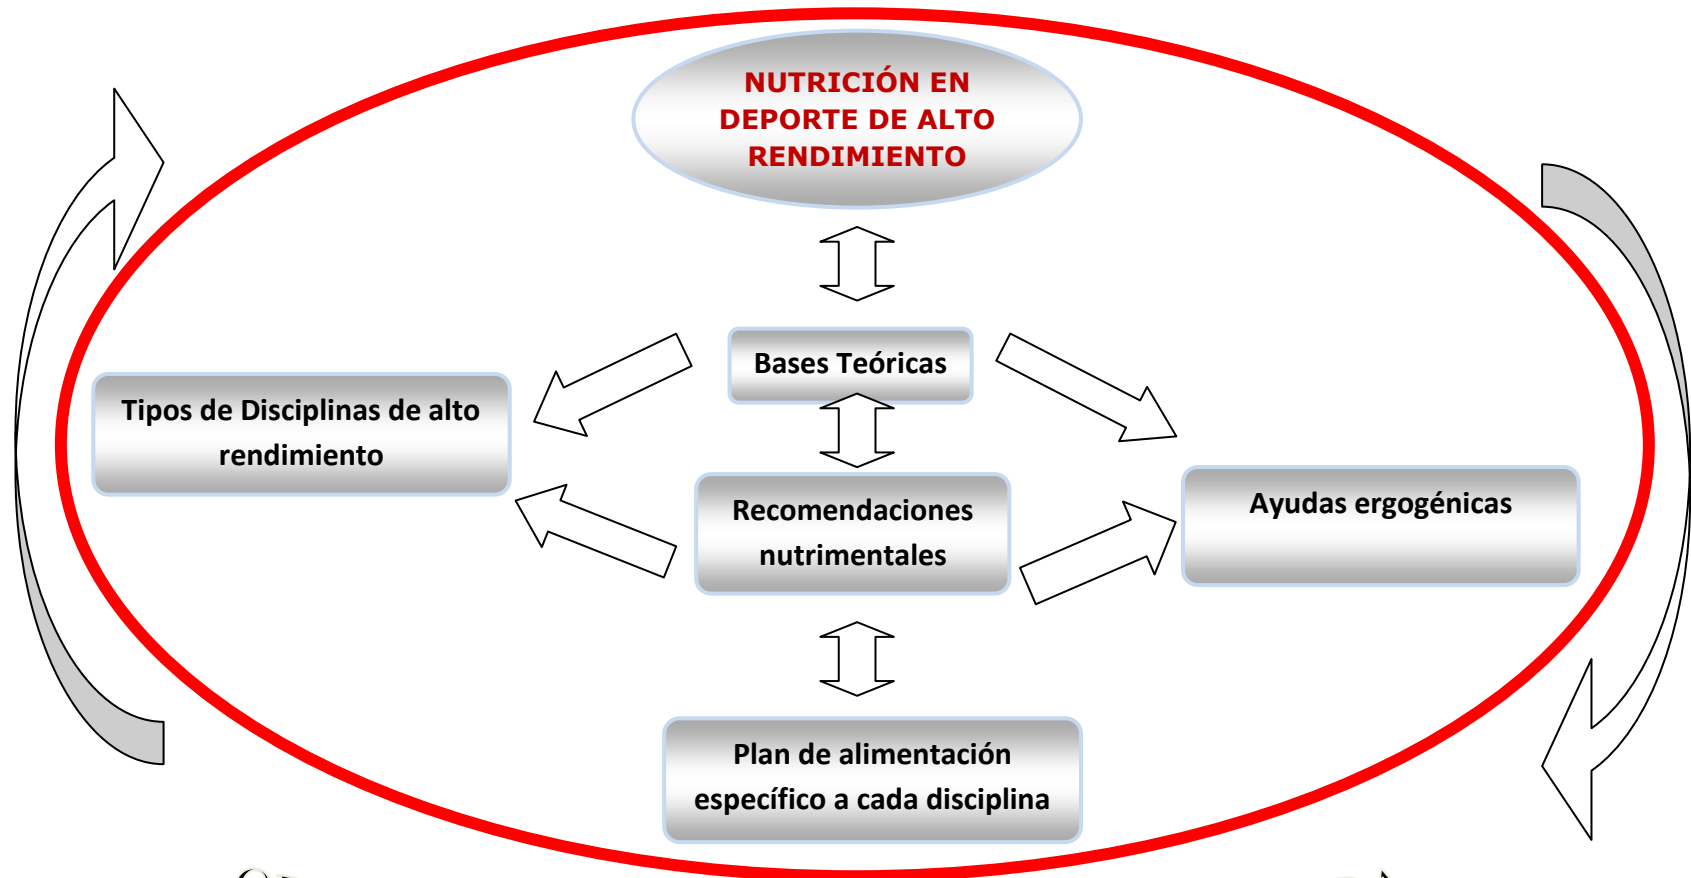 NUTRICIÓN EN
DEPORTE DE ALTO
RENDIMIENTO
Bases Teóricas
Tipos de Disciplinas de alto
rendimiento
Recomendaciones
nutrimentales
Ayudas ergogénicas
Plan de alimentación
específico a cada disciplina